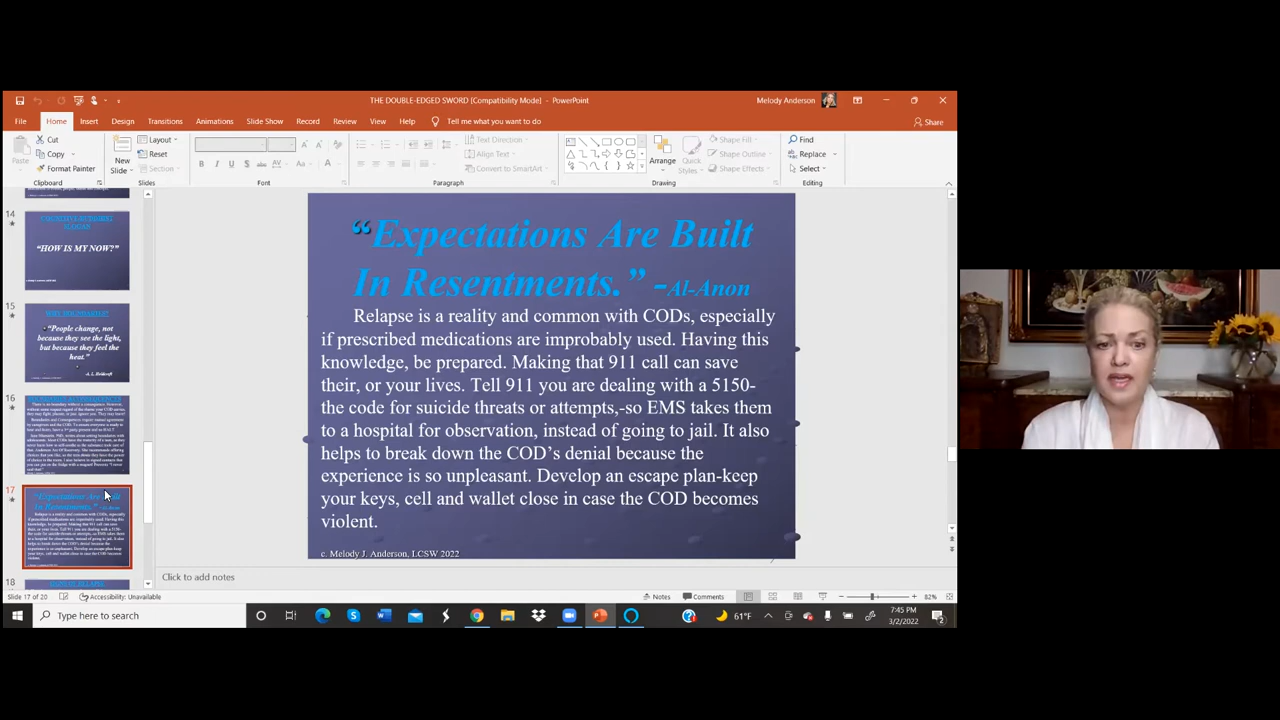 THE DOUBLE-EDGED SWORD [Compatibility Mode] - PowerPoint
Melody Anderson
File Home Insert Design Transitions Animations Slide Show Record Review View Help Tell me what you want to do
Share
Paste
Cut
Copy
Format Painter
Clipboard
New
Slide
Layout
Reset
Section
Slides
Font
Text Direction
Align Text
Convert to SmartArt
Paragraph
Arrange
Quick
Styles
Shape Fill
Shape Outline
Shape Effects
Drawing
Find
Replace
Select
Editing
14
“HOW IS MY NOW?”
15
“People change, not
because they see the light,
but because they feel the
heat.”
16
17
“Expectations Are Built
In Resentments.” -Al-Anon
18
“Expectations Are Built
In Resentments.” -Al-Anon
Relapse is a reality and common with CODs, especially
if prescribed medications are improbably used. Having this
knowledge, be prepared. Making that 911 call can save
their, or your lives. Tell 911 you are dealing with a 5150-
the code for suicide threats or attempts,-so EMS takes them
to a hospital for observation, instead of going to jail. It also
helps to break down the COD’s denial because the
experience is so unpleasant. Develop an escape plan-keep
your keys, cell and wallet close in case the COD becomes
violent.
c. Melody J. Anderson, LCSW 2022
Click to add notes
Slide 17 of 20
Accessibility: Unavailable
Notes
Comments
82%
Type here to search
61°F
7:45 PM
3/2/2022